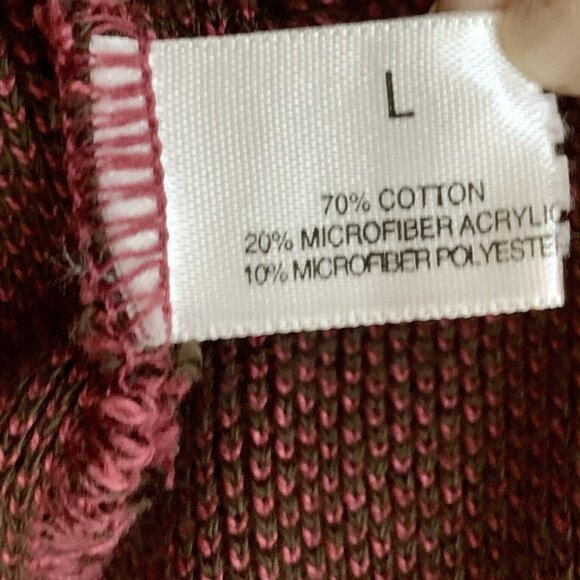 L
70% COTTON
20% MICROFIBER ACRYLIC
10% MICROFIBER POLYESTE